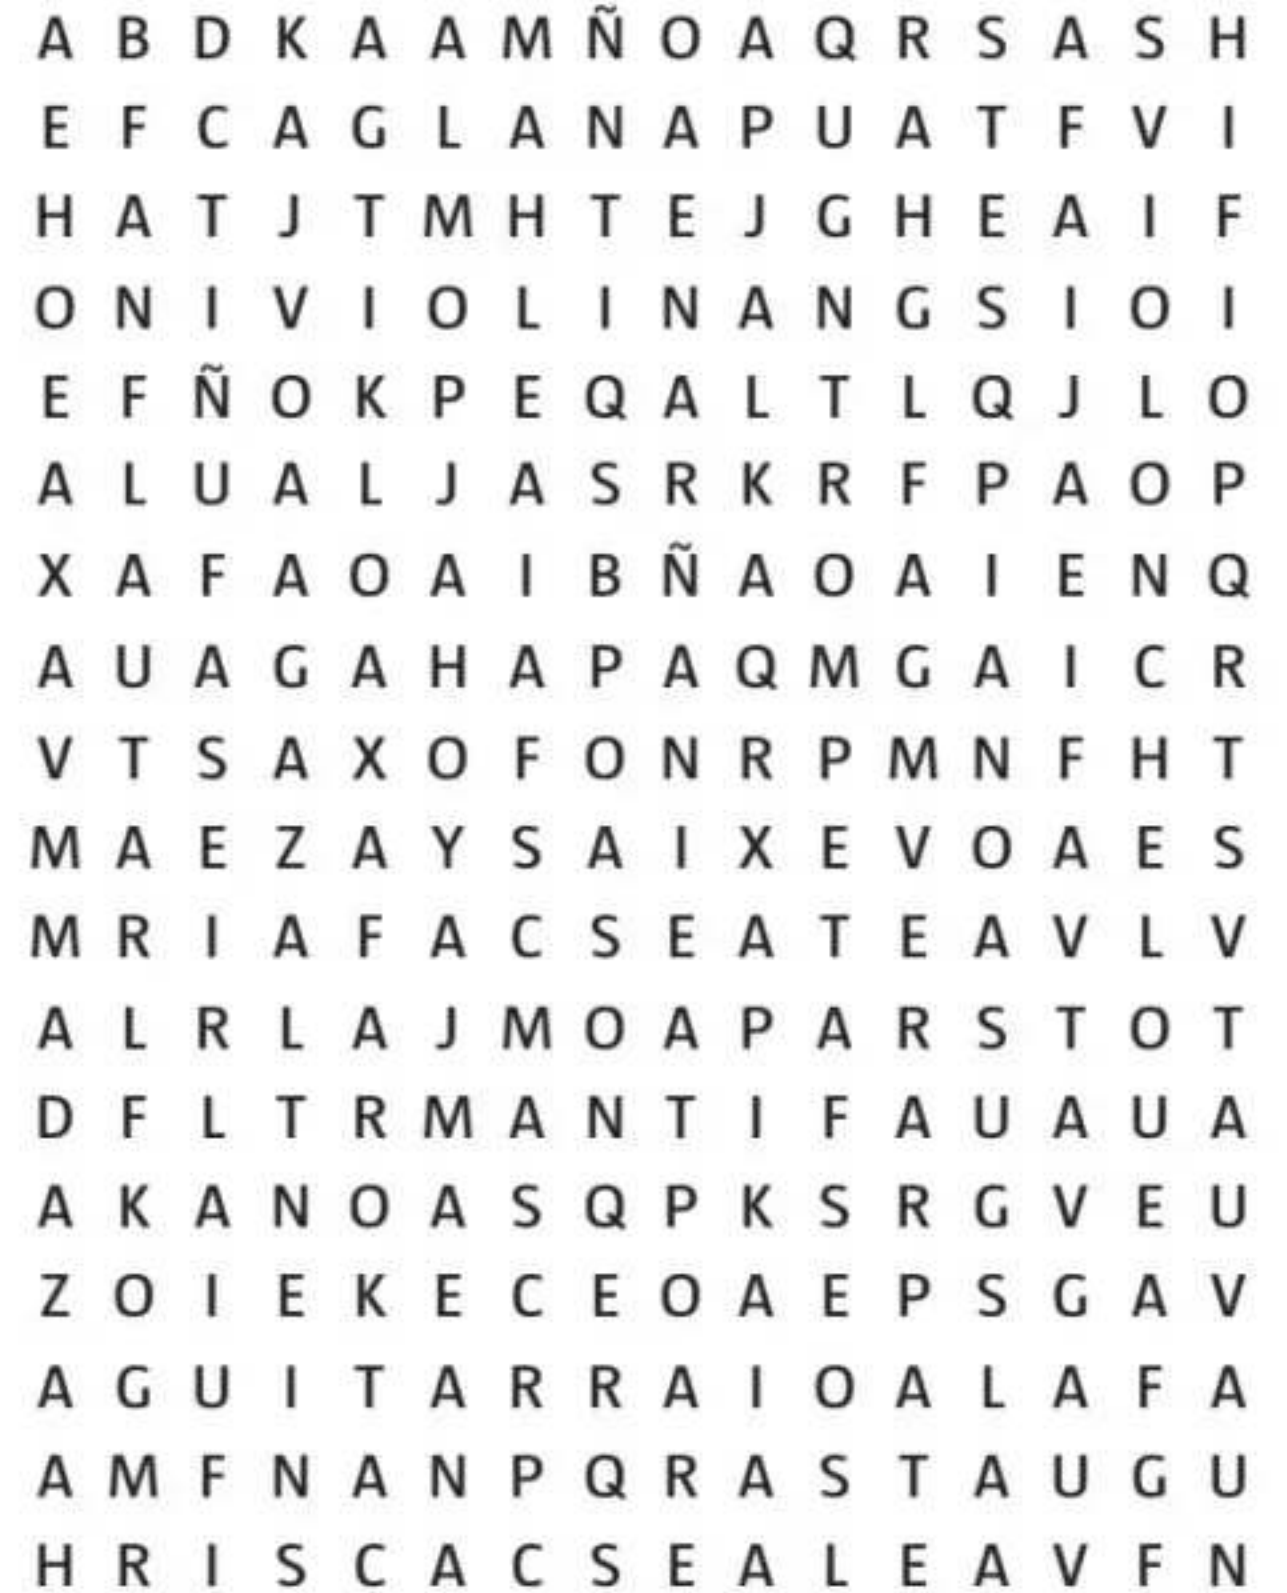 A B D K A A M Ñ O A Q R S A S H
E F C A G L A N A P U A T F V I
H A T J T M H T E J G H E A I F
O N I V I O L I N A N G S I O I
E F Ñ O K P E Q A L T L Q J L O
A L U A L J A S R K R F P A O P
X A F A O A I B Ñ A O A I E N Q
A U A G A H A P A Q M G A I C R
V T S A X O F O N R P M N F H T
M A E Z A Y S A I X E V O A E S
M R I A F A C S E A T E A V L V
A L R L A J M O A P A R S T O T
D F L T R M A N T I F A U A U A
A K A N O A S Q P K S R G V E U
Z O I E K E C E O A E P S G A V
A G U I T A R R A I O A L A F A
A M F N A N P Q R A S T A U G U
H R I S C A C S E A L E A V F N